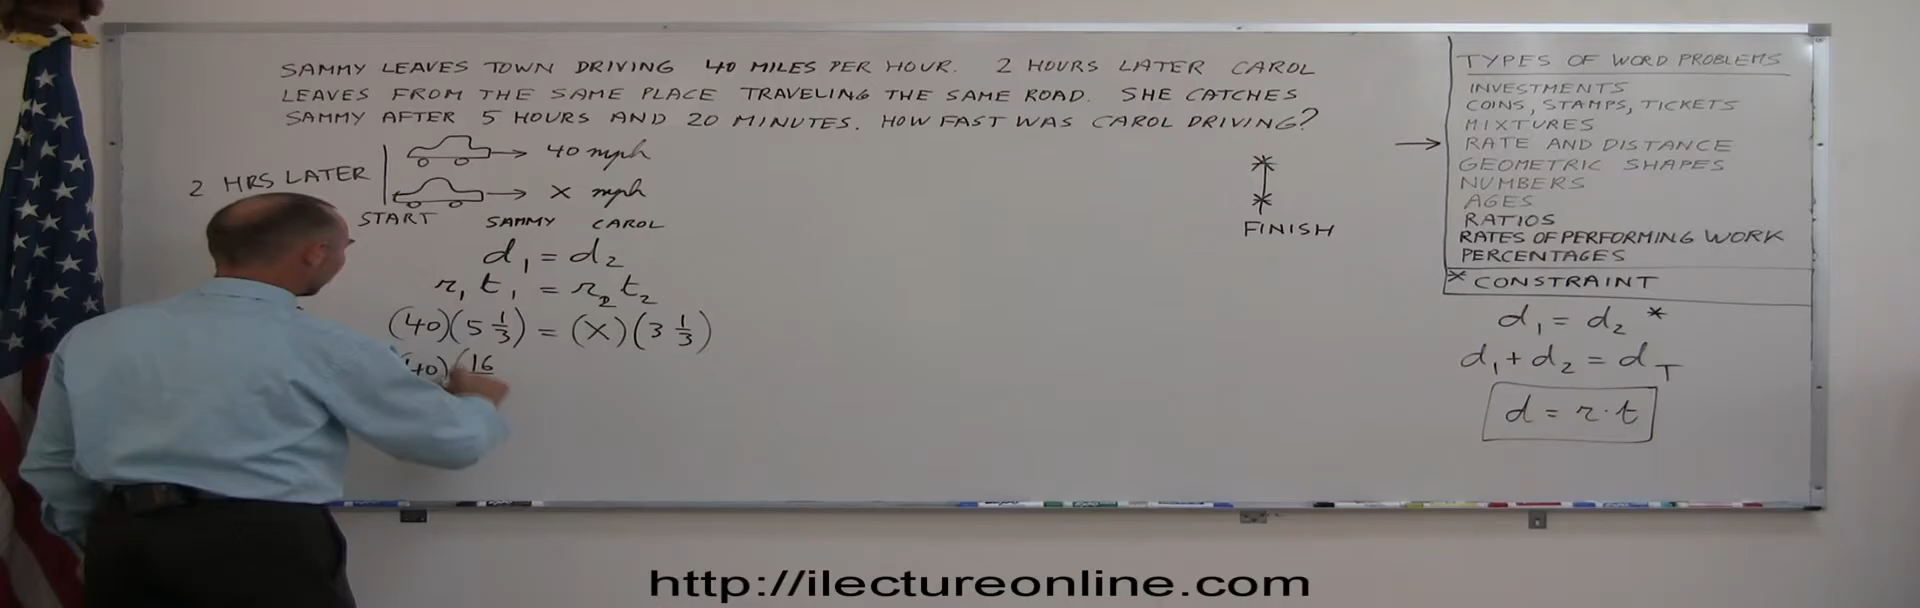 SAMMY LEAVES TOWN DRIVING 40 MILES PER HOUR. 2 HOURS LATER CAROL
LEAVES FROM THE SAME PLACE TRAVELING THE SAME ROAD. SHE CATCHES
SAMMY AFTER 5 HOURS AND 20 MINUTES. HOW FAST WAS CAROL DRIVING?
40 mph
2 HRS LATER
x mph
START
SAMMY CAROL
d₁ = d₂
r₁ t₁ = r₂ t₂
(40)(5 1/3) = (x)(3 1/3)
(40)(16
FINISH
TYPES OF WORD PROBLEMS
INVESTMENTS
COINS, STAMPS, TICKETS
MIXTURES
→ RATE AND DISTANCE
GEOMETRIC SHAPES
NUMBERS
AGES
RATIOS
RATES OF PERFORMING WORK
PERCENTAGES
* CONSTRAINT
d₁ = d₂ *
d₁ + d₂ = d_T
d = r · t
http://ilectureonline.com